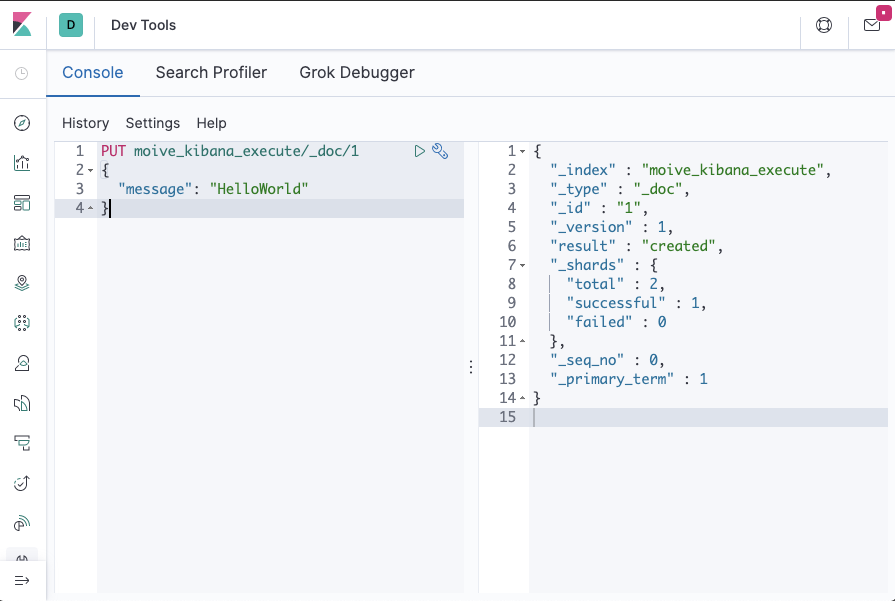 D Dev Tools
Console Search Profiler Grok Debugger
History Settings Help
1 PUT moive_kibana_execute/_doc/1
2 {
3 "message": "HelloWorld"
4 }
1 {
2 "_index" : "moive_kibana_execute",
3 "_type" : "_doc",
4 "_id" : "1",
5 "_version" : 1,
6 "result" : "created",
7 "_shards" : {
8 "total" : 2,
9 "successful" : 1,
10 "failed" : 0
11 },
12 "_seq_no" : 0,
13 "_primary_term" : 1
14 }
15